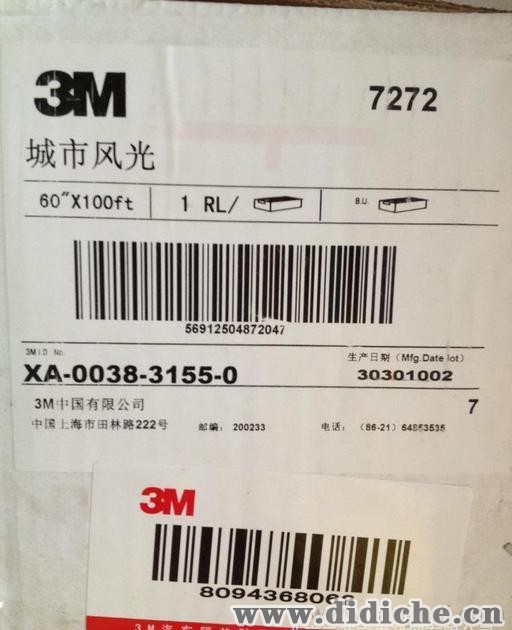 3M 7272
城市风光
60"X100ft 1 RL/ B.U.
56912504872047
3M I.D. No. 生产日期 (Mfg.Date lot)
XA-0038-3155-0 30301002
3M中国有限公司 7
中国上海市田林路222号 邮编: 200233 电话: (86-21) 64853535
3M
www.didiche.cn